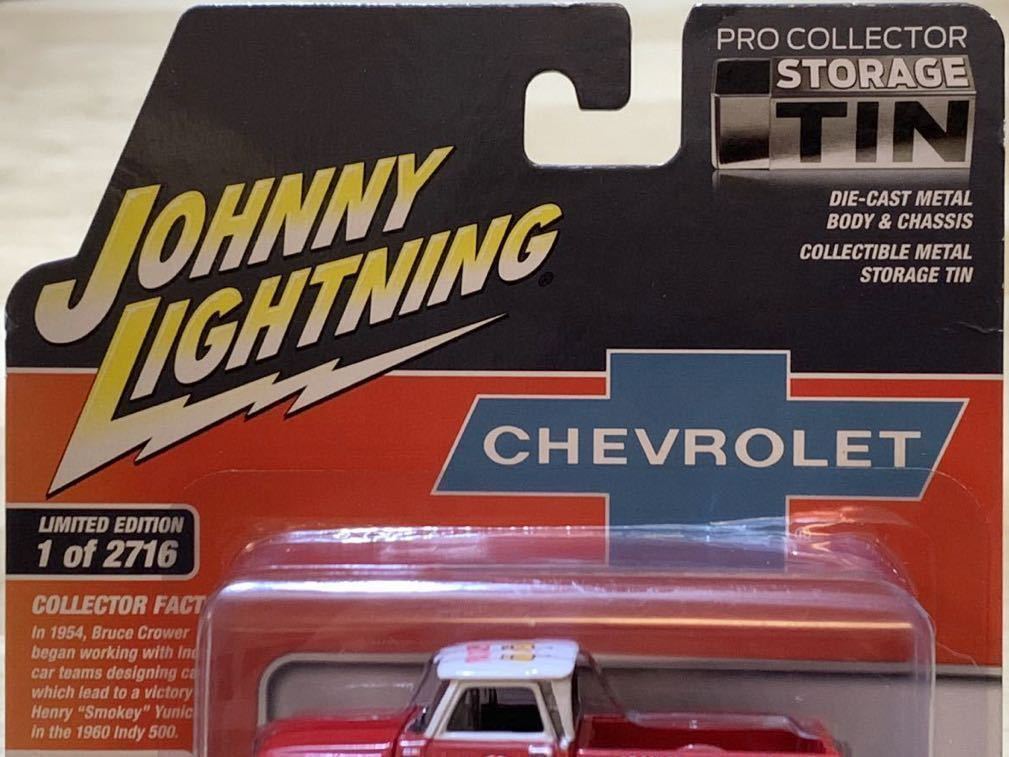 PRO COLLECTOR
STORAGE
TIN
DIE-CAST METAL
BODY & CHASSIS
COLLECTIBLE METAL
STORAGE TIN
JOHNNY
LIGHTNING
CHEVROLET
LIMITED EDITION
1 of 2716
COLLECTOR FACT
In 1954, Bruce Crower
began working with
car teams designing
which lead to a victory
Henry "Smokey" Yunic
in the 1960 Indy 500.